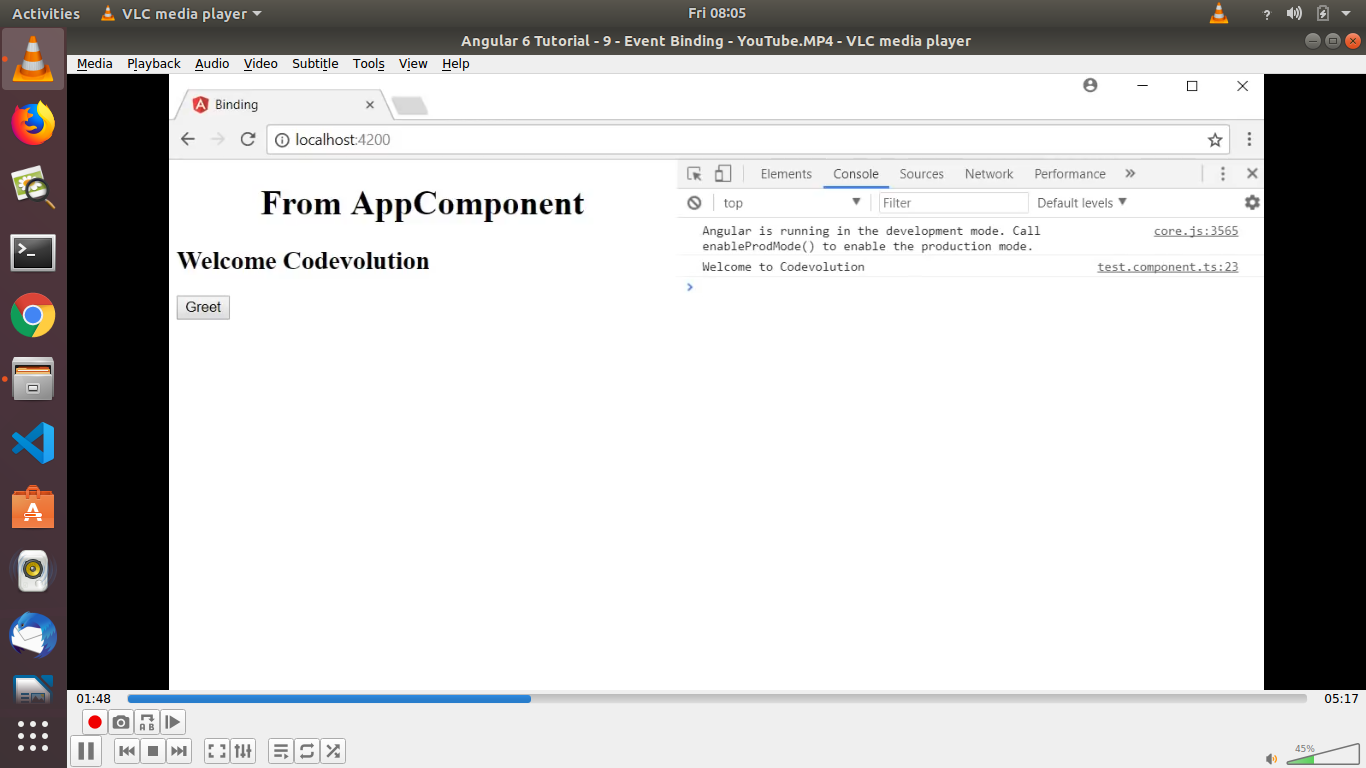 Activities VLC media player Fri 08:05
Angular 6 Tutorial - 9 - Event Binding - YouTube.MP4 - VLC media player
Media Playback Audio Video Subtitle Tools View Help
Binding
localhost:4200
Elements Console Sources Network Performance »
top Filter Default levels
From AppComponent
Welcome Codevolution
Greet
Angular is running in the development mode. Call core.js:3565
enableProdMode() to enable the production mode.
Welcome to Codevolution test.component.ts:23
01:48 05:17
A B
45%